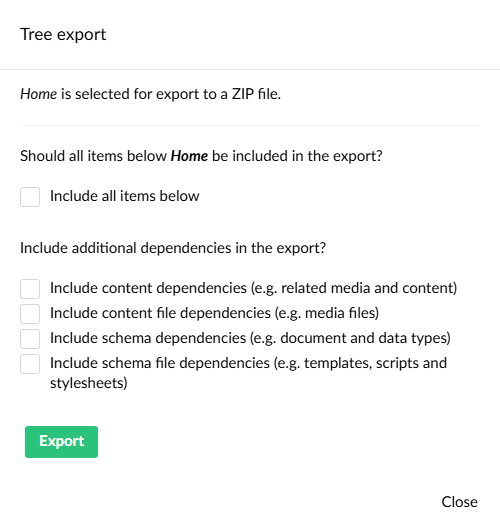 Tree export
Home is selected for export to a ZIP file.
Should all items below Home be included in the export?
Include all items below
Include additional dependencies in the export?
Include content dependencies (e.g. related media and content)
Include content file dependencies (e.g. media files)
Include schema dependencies (e.g. document and data types)
Include schema file dependencies (e.g. templates, scripts and
stylesheets)
Export
Close